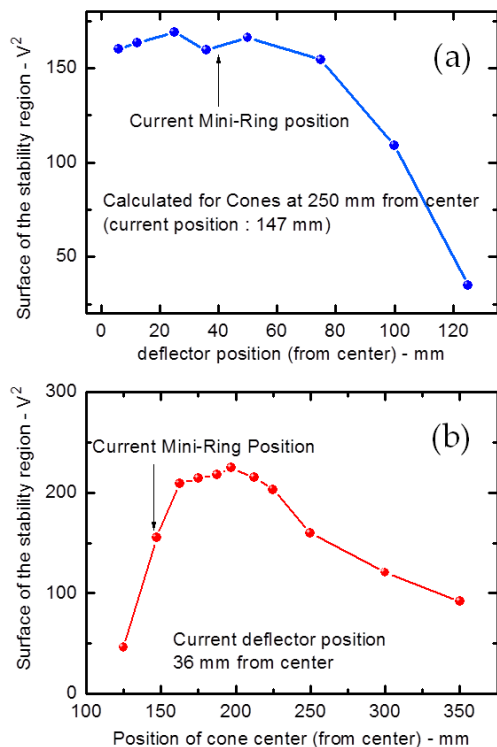 (a)
150
100
50
Surface of the stability region - V²
Current Mini-Ring position
Calculated for Cones at 250 mm from center
(current position : 147 mm)
0 20 40 60 80 100 120
deflector position (from center) - mm
(b)
300
200
100
0
Surface of the stability region - V²
Current Mini-Ring Position
Current deflector position
36 mm from center
100 150 200 250 300 350
Position of cone center (from center) - mm